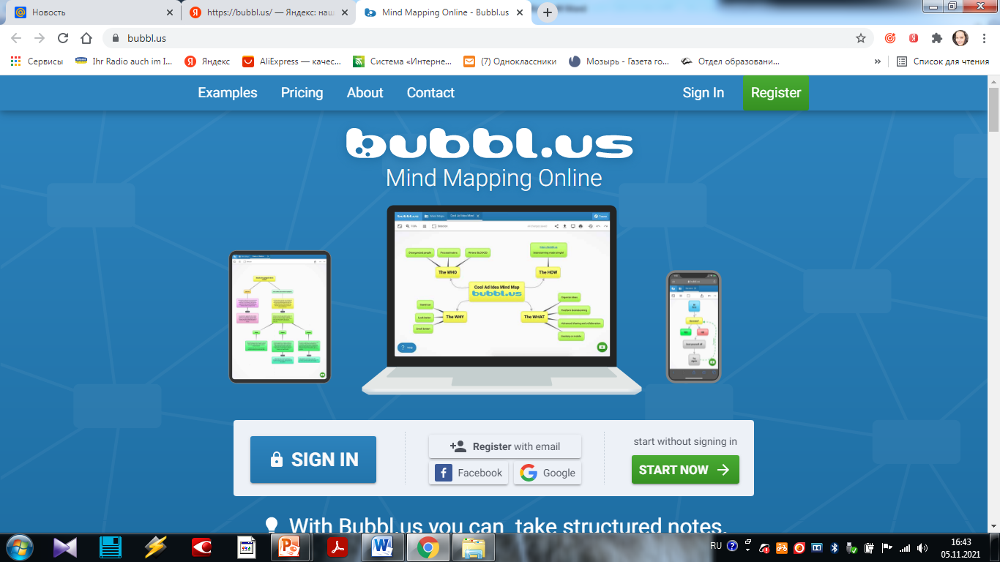 Новость
https://bubbl.us/ — Яндекс: наш
Mind Mapping Online - Bubbl.us
bubbl.us
Сервисы
Ihr Radio auch im I...
Яндекс
AliExpress — качес...
Система «Интерне...
(7) Одноклассники
Мозырь - Газета го...
Отдел образовани...
»
Список для чтения
Examples
Pricing
About
Contact
Sign In
Register
bubbl.us
Mind Mapping Online
The WHO
The HOW
Cool Ad Idea Mind Map
bubbl.us
The WHY
The WHAT
SIGN IN
Register with email
Facebook
Google
start without signing in
START NOW
With Bubbl.us you can take structured notes,
RU
16:43
05.11.2021